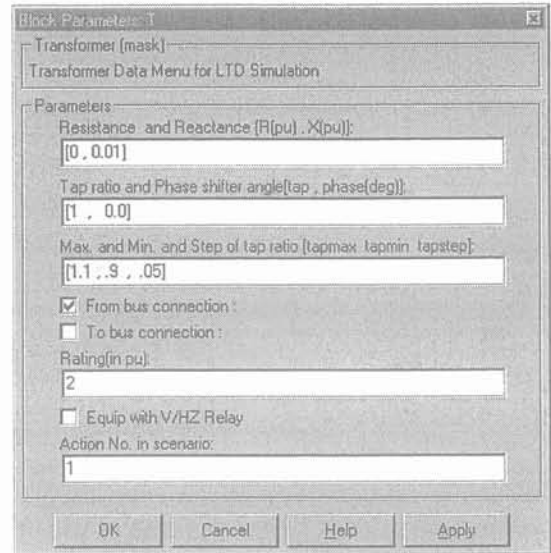 Block Parameters: T
Transformer (mask)
Transformer Data Menu for LTD Simulation
Parameters
Resistance and Reactance [R(pu) , X(pu)]:
[0 , 0.01]
Tap ratio and Phase shifter angle[tap , phase(deg)]:
[1 , 0.0]
Max. and Min. and Step of tap ratio [tapmax tapmin tapstep]:
[1.1 , .9 , .05]
From bus connection :
To bus connection :
Rating(in pu):
2
Equip with V/HZ Relay
Action No. in scenario:
1
OK Cancel Help Apply